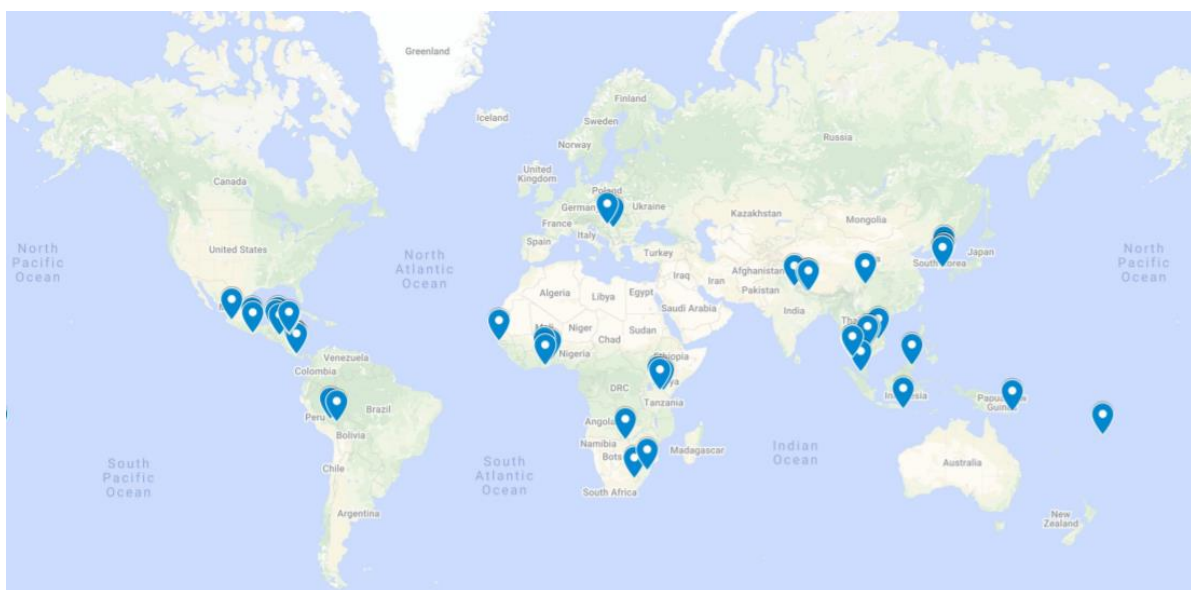 Greenland
Iceland
Finland
Sweden
Norway
Russia
Canada
United
Kingdom
Poland
German
Ukraine
France
Italy
Spain
Turkey
Kazakhstan
Mongolia
United States
North
Pacific
Ocean
North
Atlantic
Ocean
South Korea
Japan
North
Pacific
Ocean
Iraq
Iran
Afghanistan
Pakistan
Algeria
Libya
Egypt
Saudi Arabia
India
Mali
Niger
Chad
Sudan
Nigeria
Ethiopia
Venezuela
Colombia
DRC
Tanzania
Peru
Brazil
Bolivia
Angola
Namibia
Bots
Madagascar
Papua New
Guinea
Indian
Ocean
South
Pacific
Ocean
Chile
South
Atlantic
Ocean
South Africa
Australia
Argentina
New
Zealand